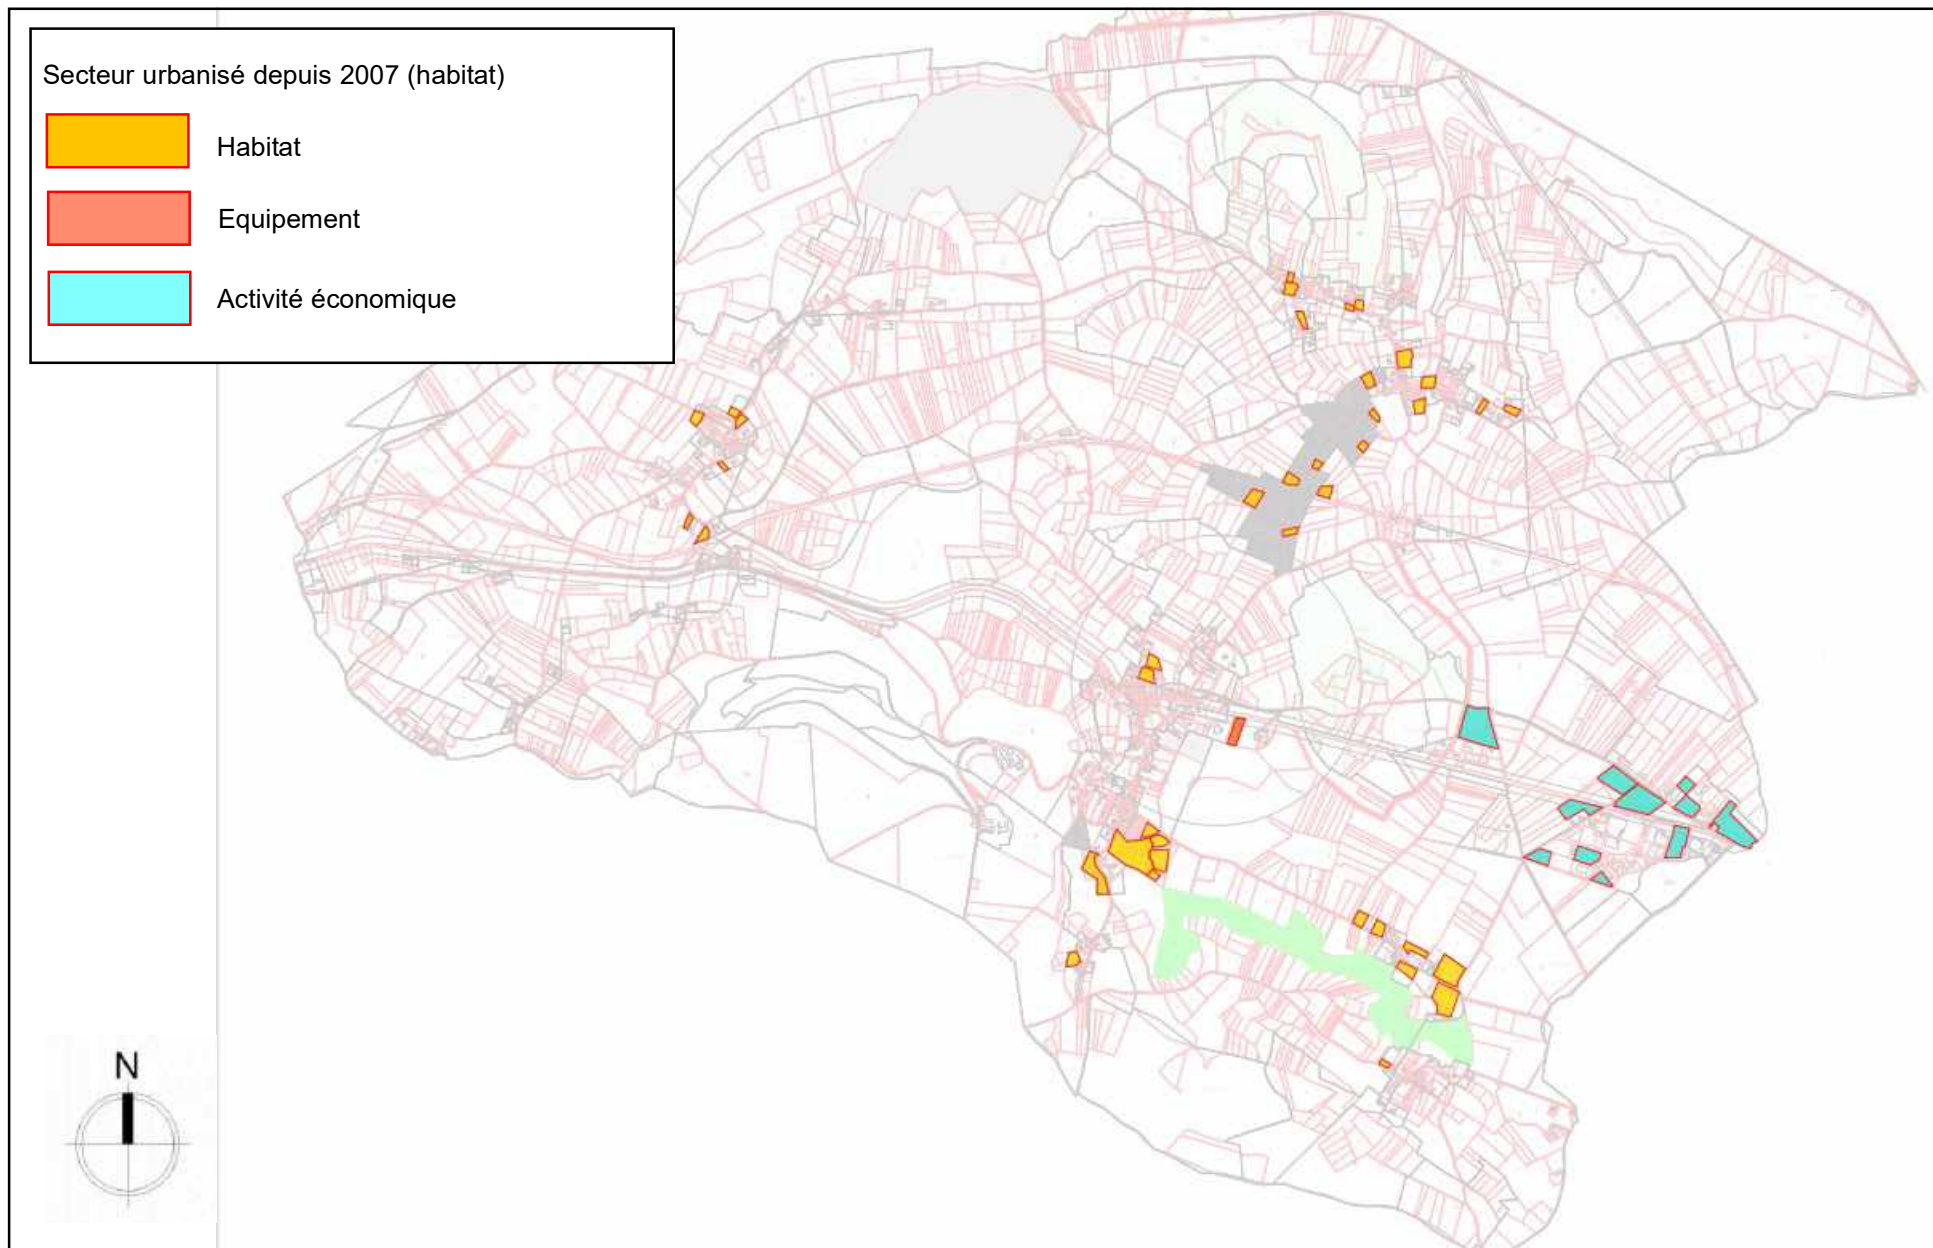 Secteur urbanisé depuis 2007 (habitat)
Habitat
Equipement
Activité économique
N